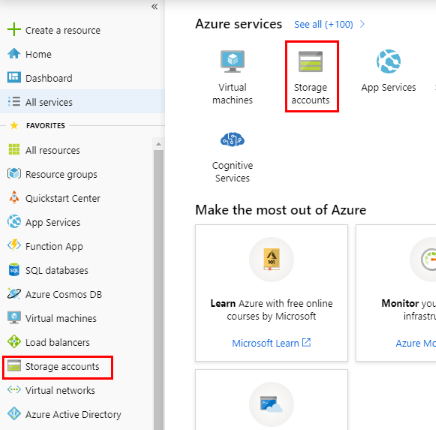 «
Create a resource
Home
Dashboard
All services
FAVORITES
All resources
Resource groups
Quickstart Center
App Services
Function App
SQL databases
Azure Cosmos DB
Virtual machines
Load balancers
Storage accounts
Virtual networks
Azure Active Directory
Azure services See all (+100) >
Virtual
machines
Storage
accounts
App Services
Cognitive
Services
Make the most out of Azure
Learn Azure with free online
courses by Microsoft
Microsoft Learn
Monitor you
infrastru
Azure Mo